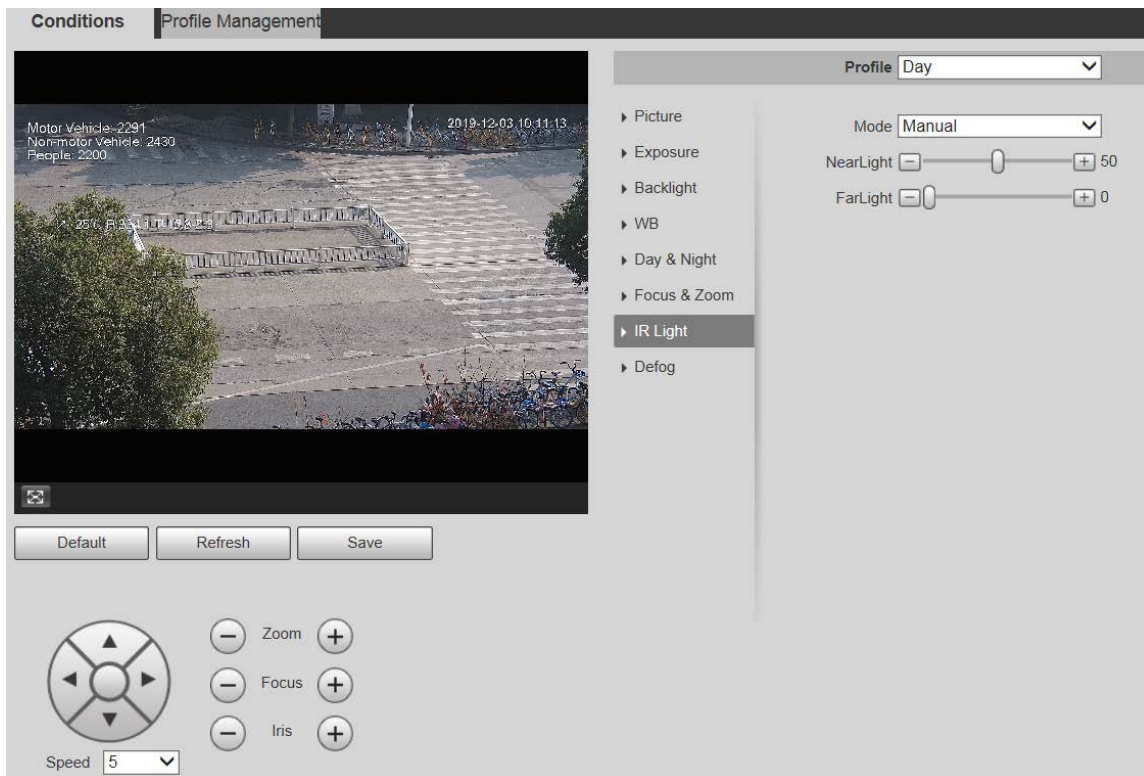 Conditions
Profile Management
Motor Vehicle: 2291
Non-motor Vehicle: 2430
People: 2200
2019-12-03 10:11:13
Default
Refresh
Save
Zoom
Focus
Iris
Speed 5
Profile Day
Picture
Exposure
Backlight
WB
Day & Night
Focus & Zoom
IR Light
Defog
Mode Manual
NearLight 50
FarLight 0